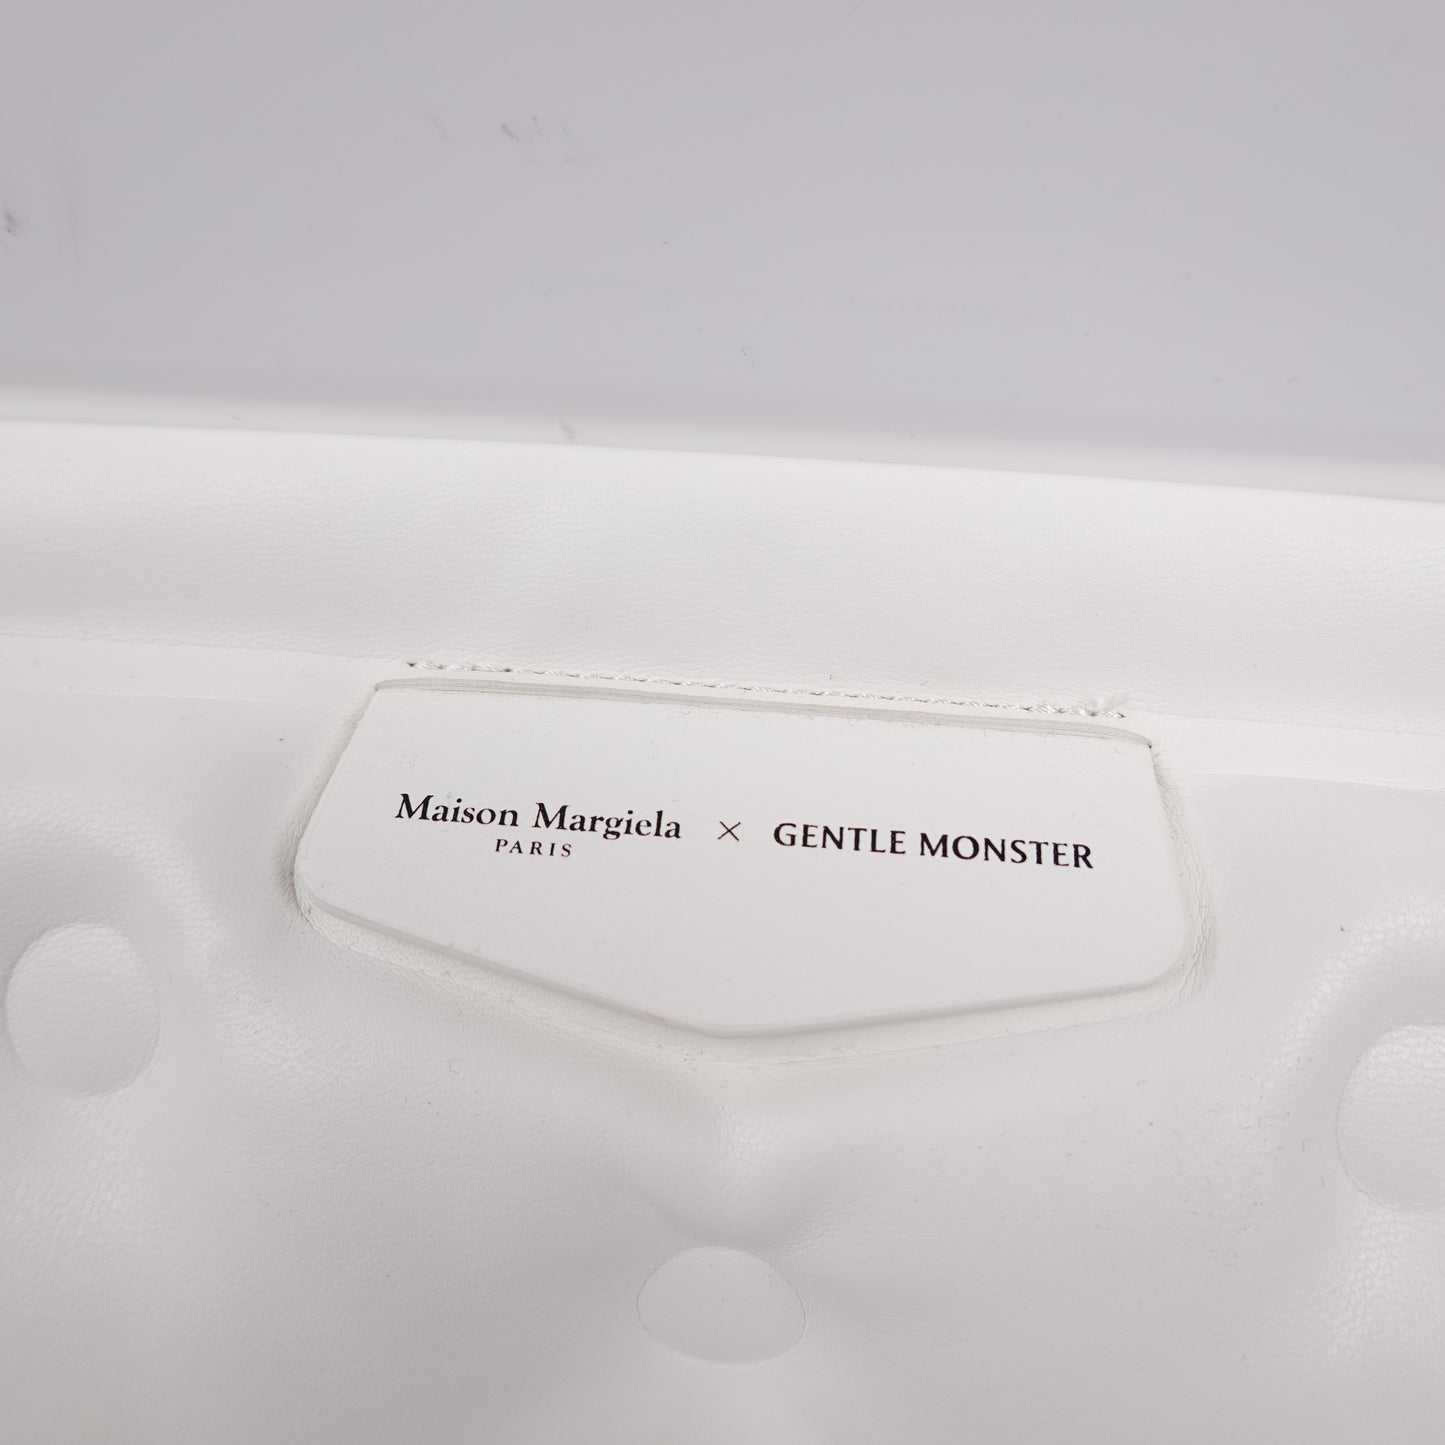 Maison Margiela × GENTLE MONSTER
PARIS